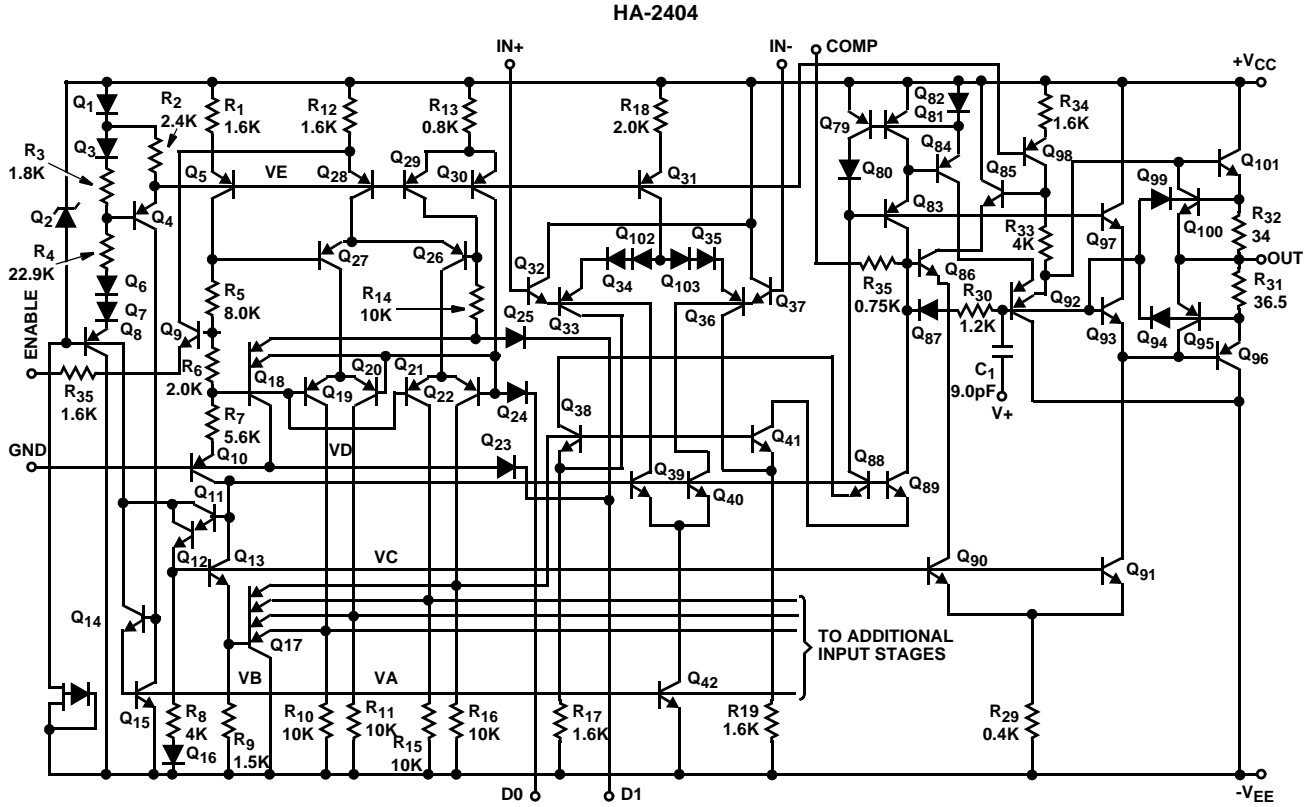 HA-2404
IN+
IN-
COMP
+VCC
Q1
R2
2.4K
R1
1.6K
R12
1.6K
R13
0.8K
R18
2.0K
Q82
Q81
R34
1.6K
Q79
Q3
R3
1.8K
Q5
VE
Q28
Q29
Q30
Q31
Q84
Q85
Q98
Q101
Q80
Q99
Q2
Q4
Q83
R33
4K
Q97
Q100
R32
34
R4
22.9K
Q27
Q26
Q32
Q102
Q35
Q34
Q103
Q86
OUT
Q6
R5
8.0K
R14
10K
Q33
Q36
Q37
R35
0.75K
R30
1.2K
Q92
R31
36.5
ENABLE
Q7
Q8
Q9
Q25
Q87
Q93
Q94
Q95
Q96
R35
1.6K
R6
2.0K
Q18
Q19
Q20
Q21
Q22
Q24
C1
9.0pF
V+
R7
5.6K
Q38
Q41
GND
Q10
VD
Q23
Q39
Q40
Q88
Q89
Q11
Q12
Q13
VC
Q90
Q91
Q14
Q17
TO ADDITIONAL
INPUT STAGES
VB
VA
Q42
Q15
R8
4K
Q16
R9
1.5K
R10
10K
R11
10K
R15
10K
R16
10K
R17
1.6K
R19
1.6K
R29
0.4K
D0
D1
-VEE